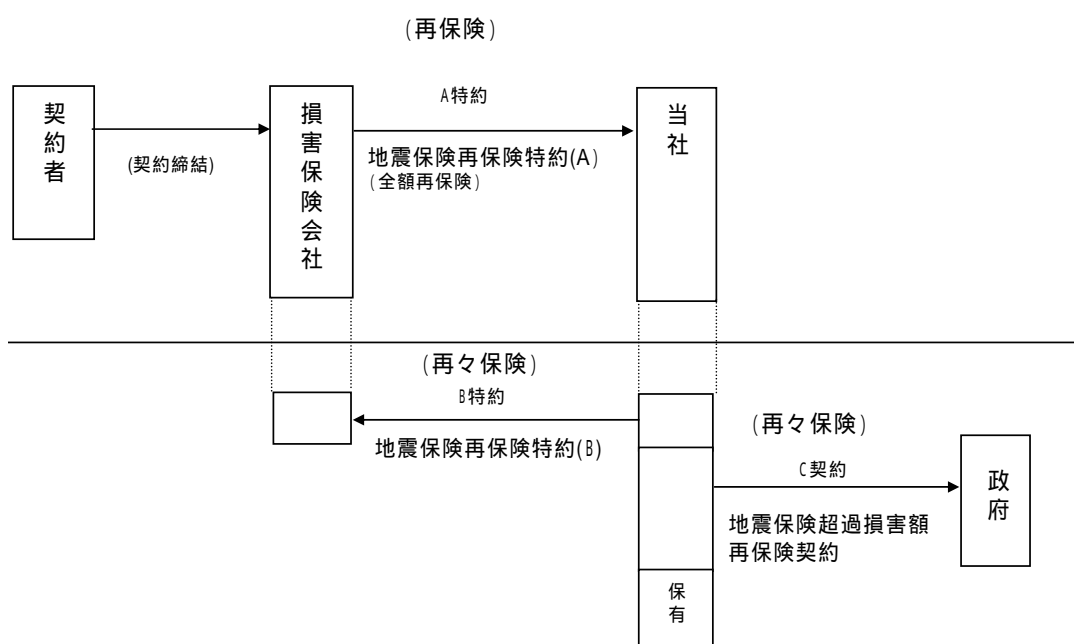 (再保険)
契約者
(契約締結)
損害保険会社
A特約
地震保険再保険特約(A)
(全額再保険)
当社
(再々保険)
B特約
地震保険再保険特約(B)
(再々保険)
C契約
地震保険超過損害額
再保険契約
政府
保有